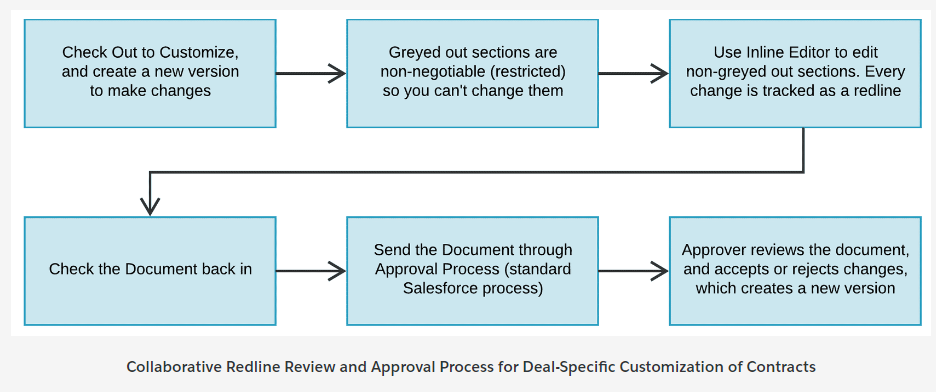 Check Out to Customize,
and create a new version
to make changes
Greyed out sections are
non-negotiable (restricted)
so you can't change them
Use Inline Editor to edit
non-greyed out sections. Every
change is tracked as a redline
Check the Document back in
Send the Document through
Approval Process (standard
Salesforce process)
Approver reviews the document,
and accepts or rejects changes,
which creates a new version
Collaborative Redline Review and Approval Process for Deal-Specific Customization of Contracts